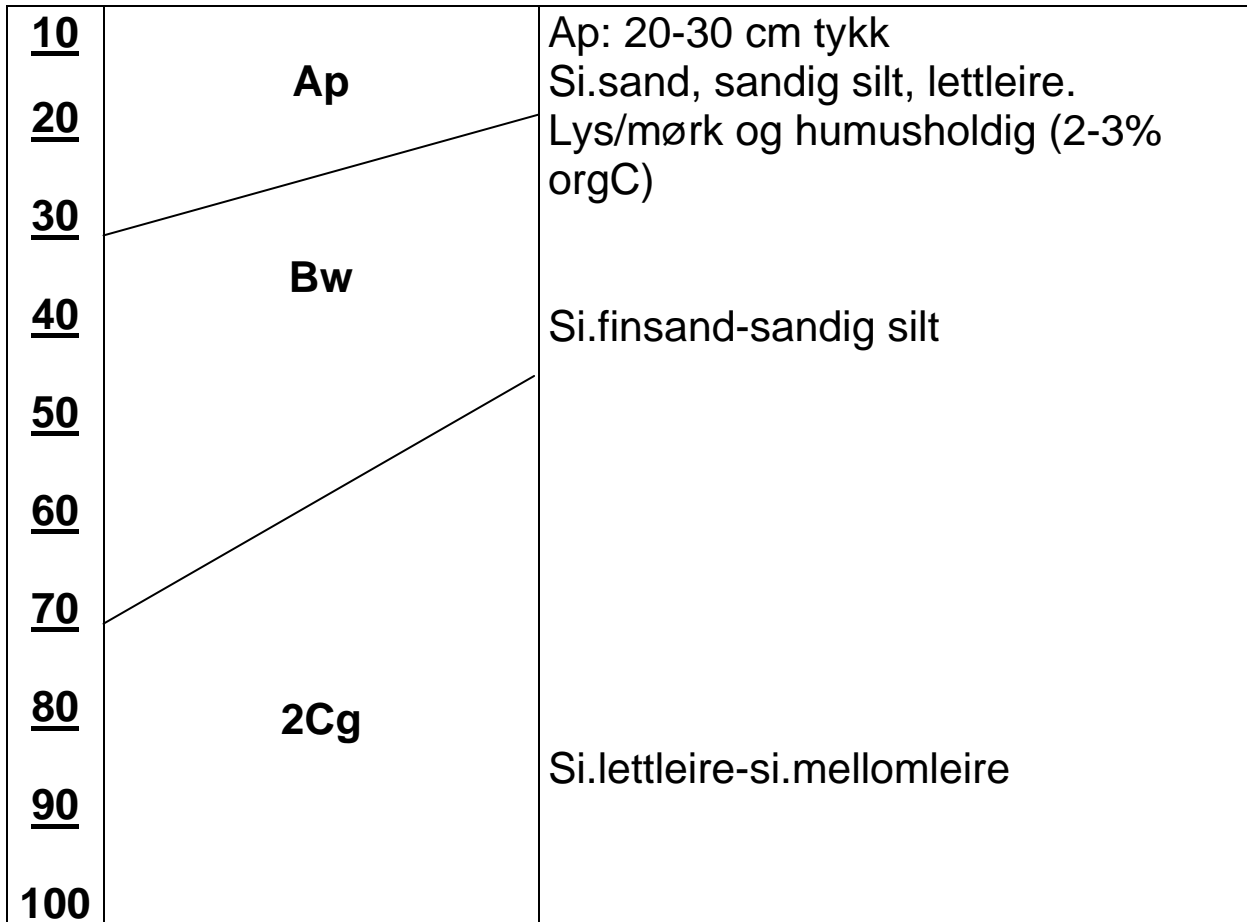 10
Ap
20
30
Bw
40
50
60
70
80
2Cg
90
100
Ap: 20-30 cm tykk
Si.sand, sandig silt, lettleire.
Lys/mørk og humusholdig (2-3%
orgC)
Si.finsand-sandig silt
Si.lettleire-si.mellomleire